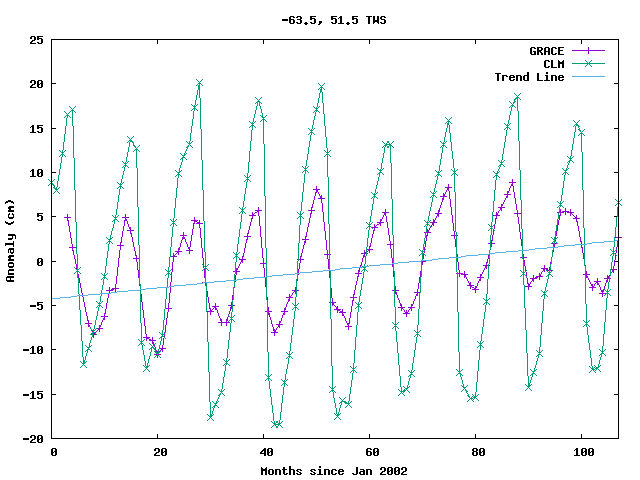 -63.5, 51.5 TWS
25
20
15
10
5
0
-5
-10
-15
-20
Anomaly (cm)
GRACE
CLM
Trend Line
0 20 40 60 80 100
Months since Jan 2002